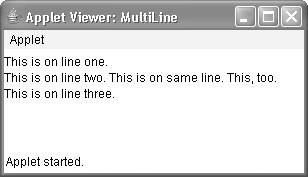 Applet Viewer: MultiLine
Applet
This is on line one.
This is on line two. This is on same line. This, too.
This is on line three.
Applet started.